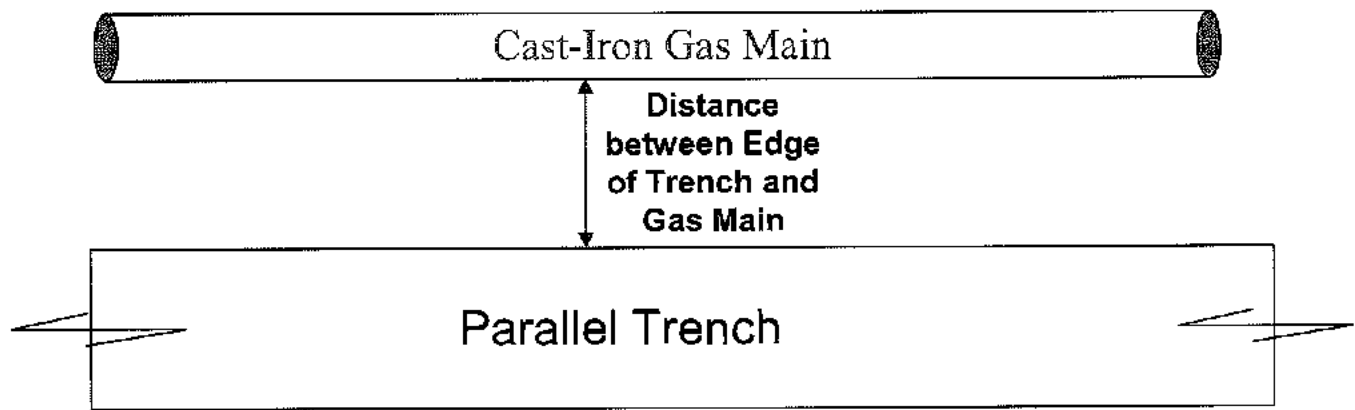 Cast-Iron Gas Main
Distance
between Edge
of Trench and
Gas Main
Parallel Trench